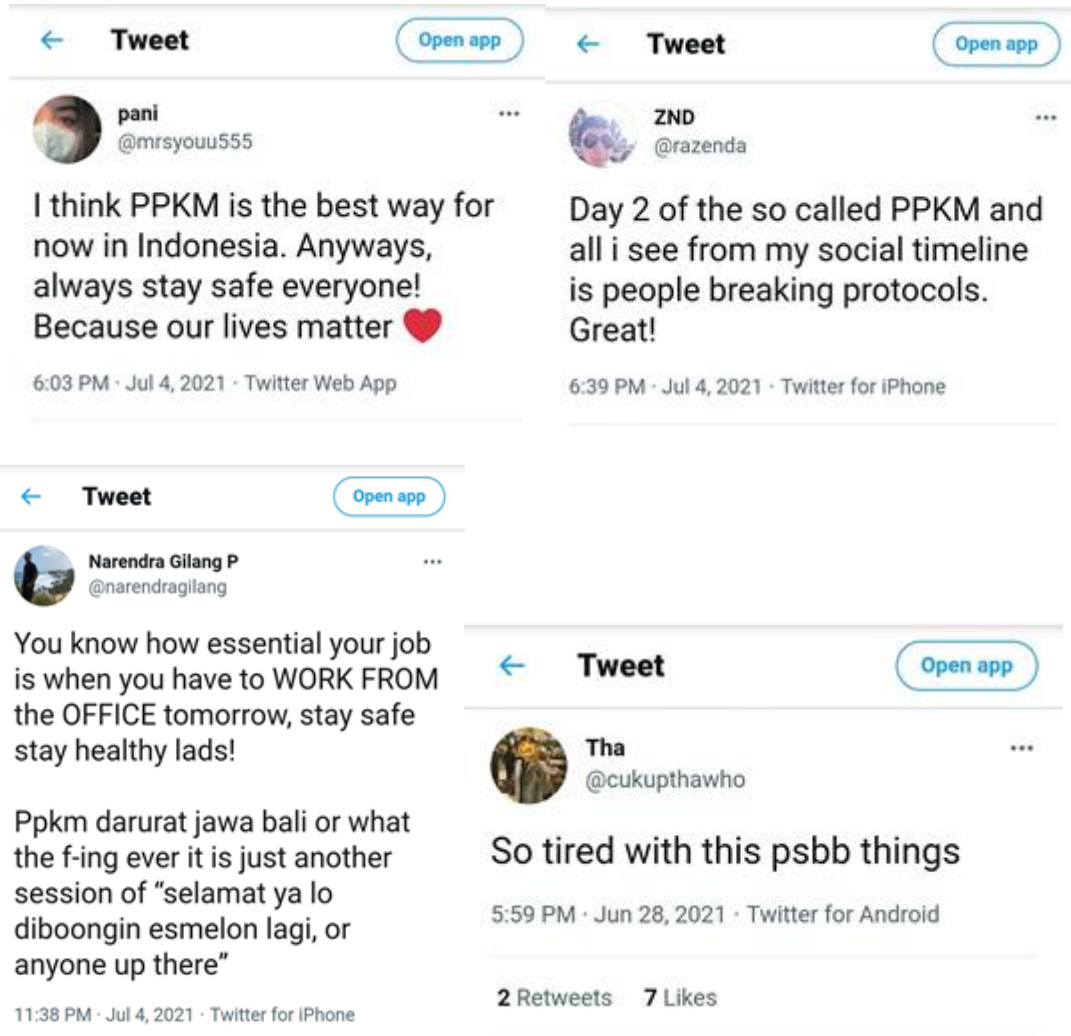 Tweet
Open app
pani
@mrsyouu555
I think PPKM is the best way for
now in Indonesia. Anyways,
always stay safe everyone!
Because our lives matter ❤️
6:03 PM · Jul 4, 2021 · Twitter Web App
Tweet
Open app
ZND
@razenda
Day 2 of the so called PPKM and
all i see from my social timeline
is people breaking protocols.
Great!
6:39 PM · Jul 4, 2021 · Twitter for iPhone
Tweet
Open app
Narendra Gilang P
@narendragilang
You know how essential your job
is when you have to WORK FROM
the OFFICE tomorrow, stay safe
stay healthy lads!
Ppkm darurat jawa bali or what
the f-ing ever it is just another
session of “selamat ya lo
diboongin esmelon lagi, or
anyone up there”
11:38 PM · Jul 4, 2021 · Twitter for iPhone
Tweet
Open app
Tha
@cukupthawho
So tired with this psbb things
5:59 PM · Jun 28, 2021 · Twitter for Android
2 Retweets 7 Likes